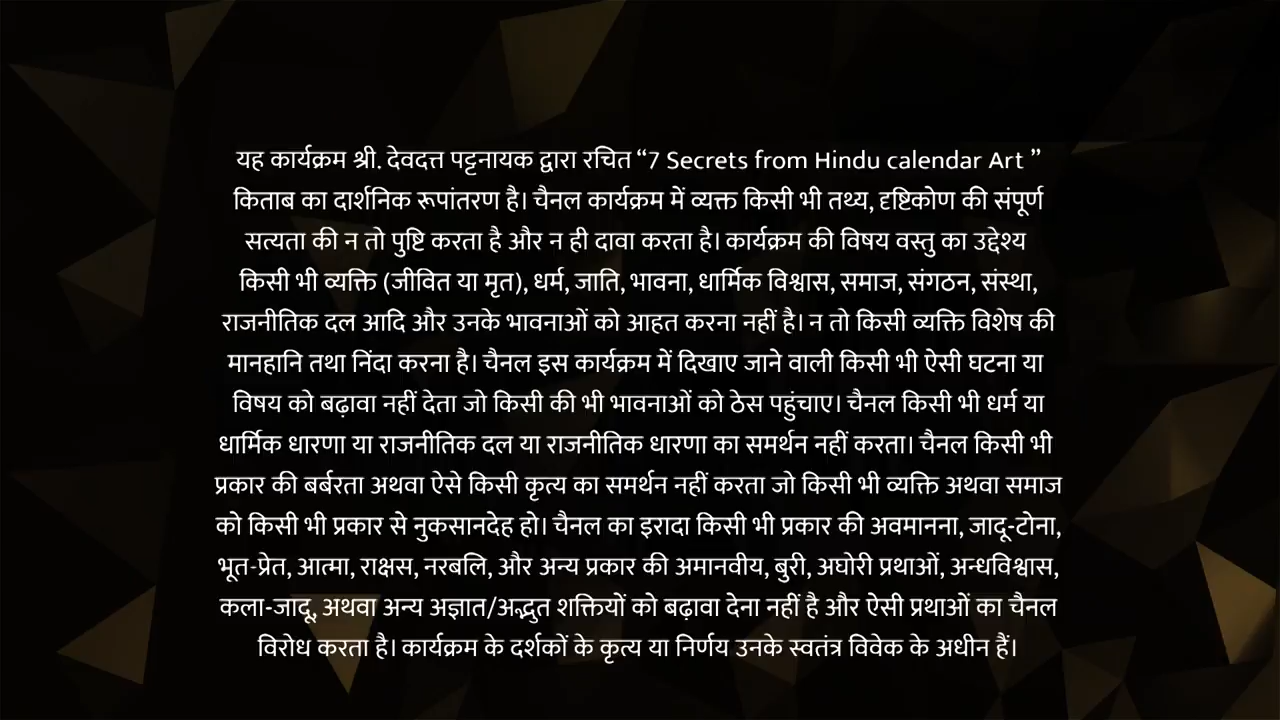 यह कार्यक्रम श्री. देवदत्त पट्टनायक द्वारा रचित “7 Secrets from Hindu calendar Art ”
किताब का दार्शनिक रूपांतरण है। चैनल कार्यक्रम में व्यक्त किसी भी तथ्य, दृष्टिकोण की संपूर्ण
सत्यता की न तो पुष्टि करता है और न ही दावा करता है। कार्यक्रम की विषय वस्तु का उद्देश्य
किसी भी व्यक्ति (जीवित या मृत), धर्म, जाति, भावना, धार्मिक विश्वास, समाज, संगठन, संस्था,
राजनीतिक दल आदि और उनके भावनाओं को आहत करना नहीं है। न तो किसी व्यक्ति विशेष की
मानहानि तथा निंदा करना है। चैनल इस कार्यक्रम में दिखाए जाने वाली किसी भी ऐसी घटना या
विषय को बढ़ावा नहीं देता जो किसी की भी भावनाओं को ठेस पहुंचाए। चैनल किसी भी धर्म या
धार्मिक धारणा या राजनीतिक दल या राजनीतिक धारणा का समर्थन नहीं करता। चैनल किसी भी
प्रकार की बर्बरता अथवा ऐसे किसी कृत्य का समर्थन नहीं करता जो किसी भी व्यक्ति अथवा समाज
को किसी भी प्रकार से नुकसानदेह हो। चैनल का इरादा किसी भी प्रकार की अवमानना, जादू-टोना,
भूत-प्रेत, आत्मा, राक्षस, नरबलि, और अन्य प्रकार की अमानवीय, बुरी, अघोरी प्रथाओं, अन्धविश्वास,
कला-जादू, अथवा अन्य अज्ञात/अद्भुत शक्तियों को बढ़ावा देना नहीं है और ऐसी प्रथाओं का चैनल
विरोध करता है। कार्यक्रम के दर्शकों के कृत्य या निर्णय उनके स्वतंत्र विवेक के अधीन हैं।